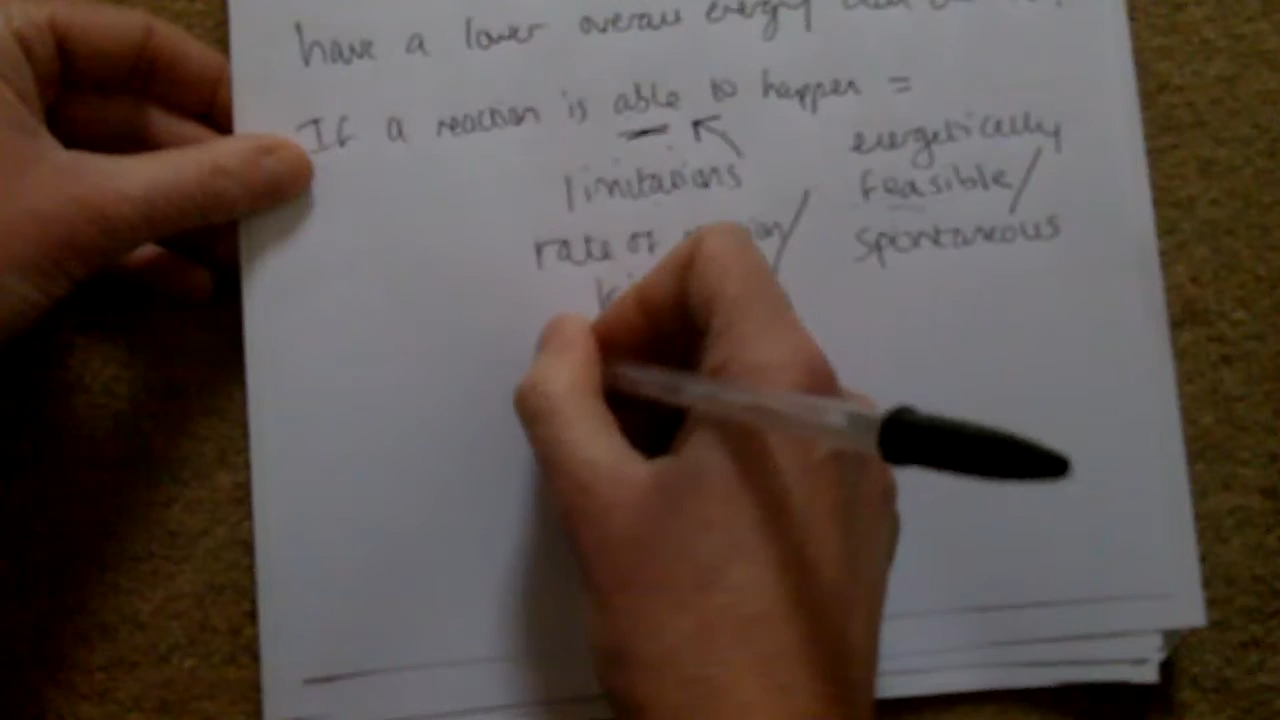 have a lower overall energy
If a reaction is able to happen =
energetically
limitations
feasible/
rate of /
spontaneous